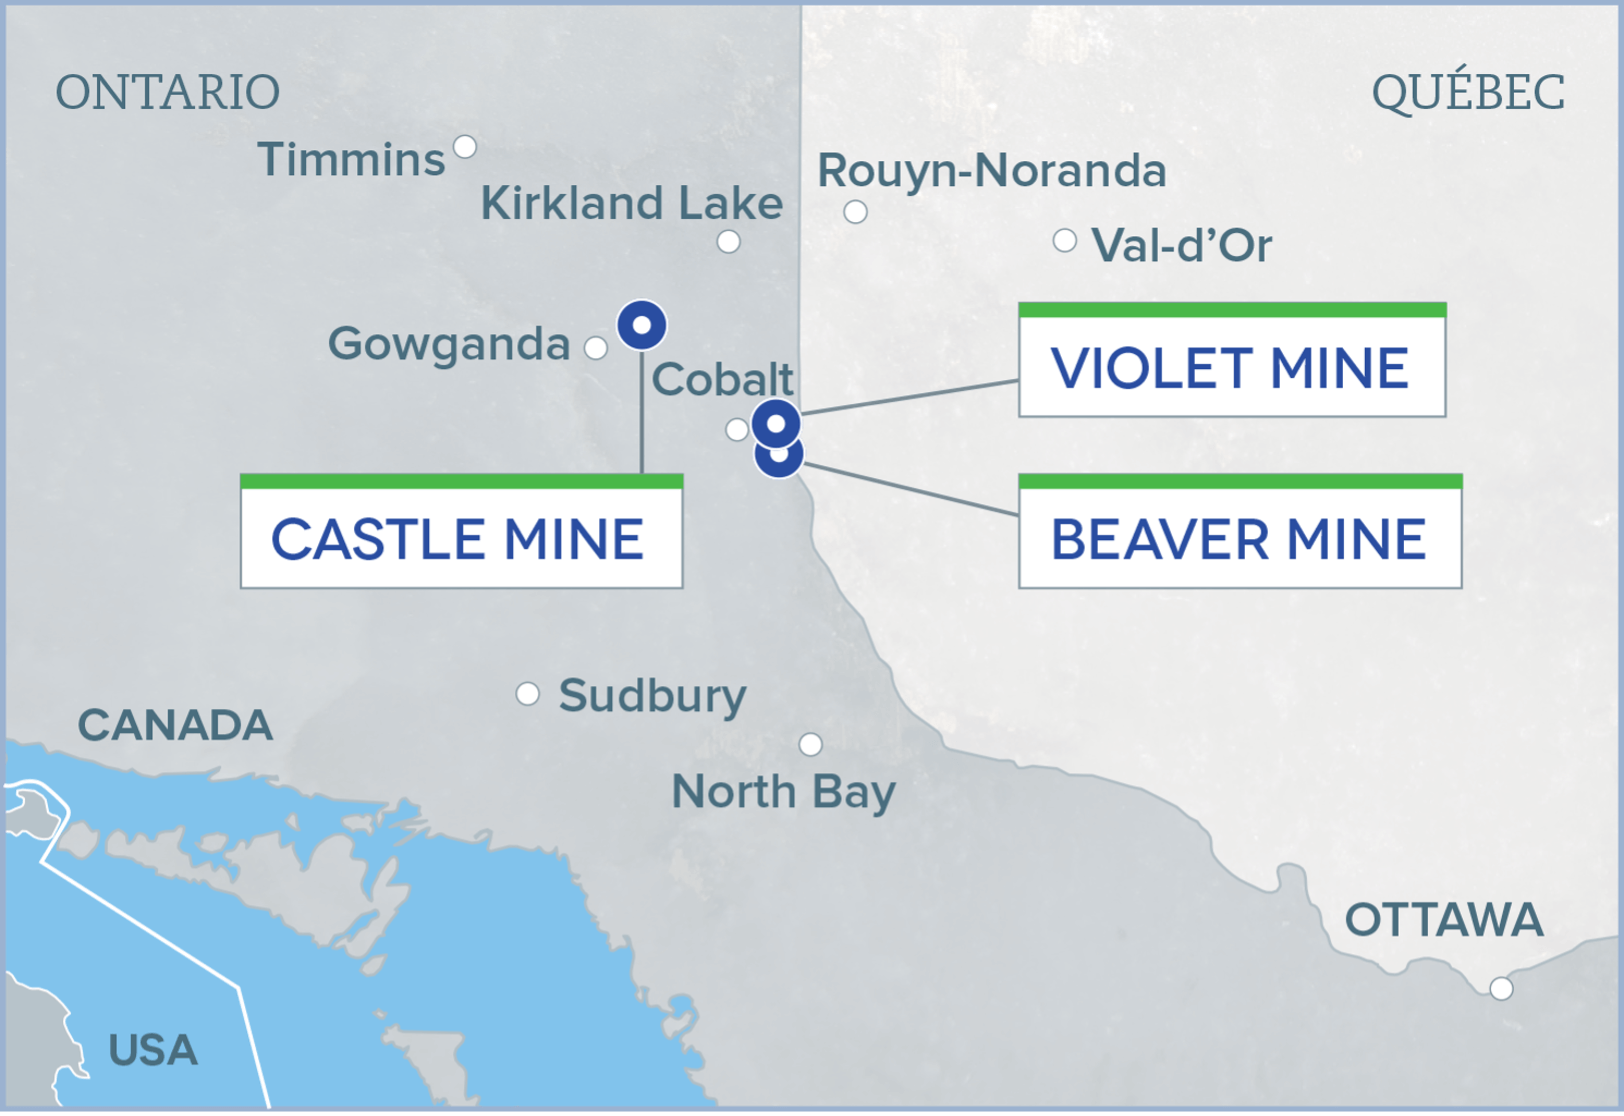 ONTARIO
QUÉBEC
Timmins
Rouyn-Noranda
Kirkland Lake
Val-d’Or
Gowganda
Cobalt
VIOLET MINE
CASTLE MINE
BEAVER MINE
Sudbury
CANADA
North Bay
OTTAWA
USA